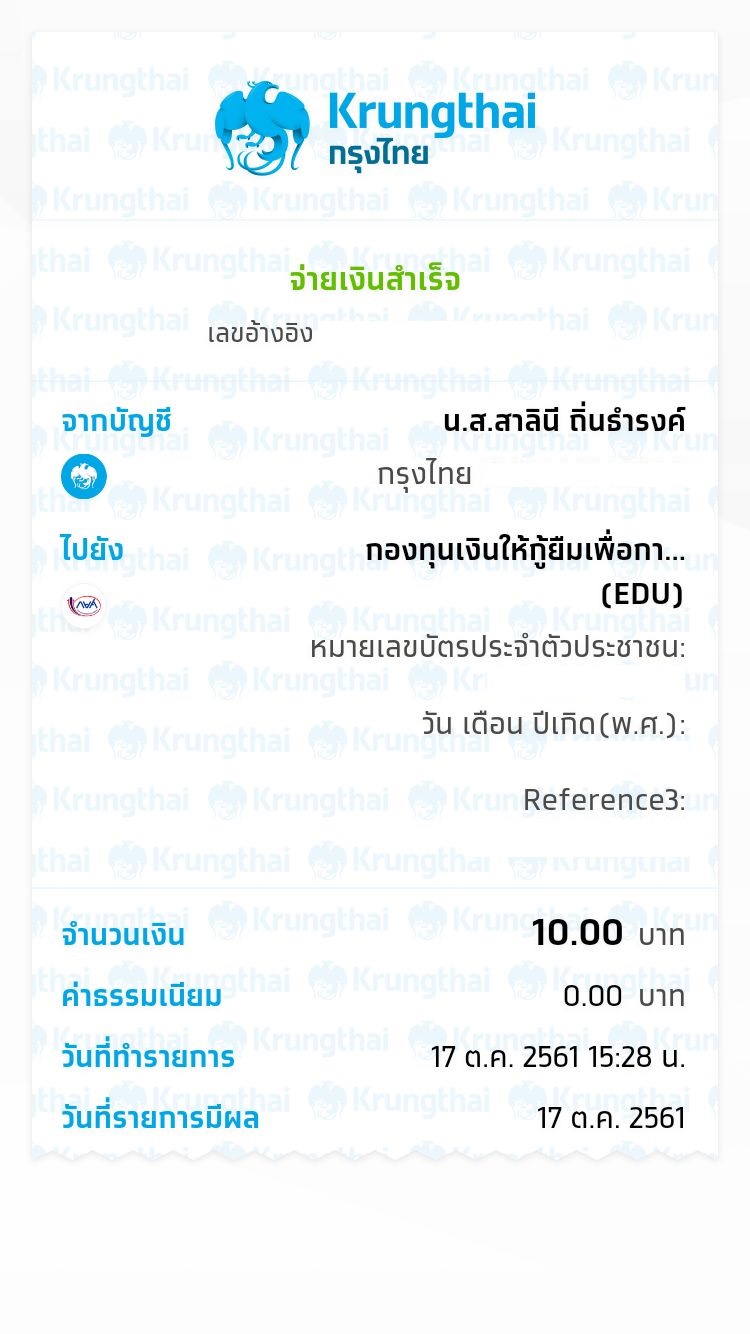 Krungthai
กรุงไทย
จ่ายเงินสำเร็จ
เลขอ้างอิง
จากบัญชี น.ส.สาลินี ถิ่นธำรงค์
กรุงไทย
ไปยัง กองทุนเงินให้กู้ยืมเพื่อกา...
(EDU)
หมายเลขบัตรประจำตัวประชาชน:
วัน เดือน ปีเกิด(พ.ศ.):
Reference3:
จำนวนเงิน 10.00 บาท
ค่าธรรมเนียม 0.00 บาท
วันที่ทำรายการ 17 ต.ค. 2561 15:28 น.
วันที่รายการมีผล 17 ต.ค. 2561